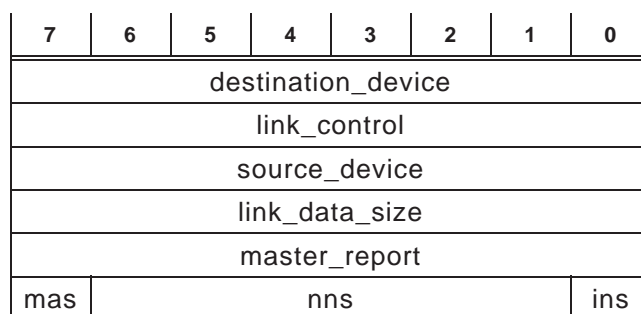 7 6 5 4 3 2 1 0
destination_device
link_control
source_device
link_data_size
master_report
mas nns ins